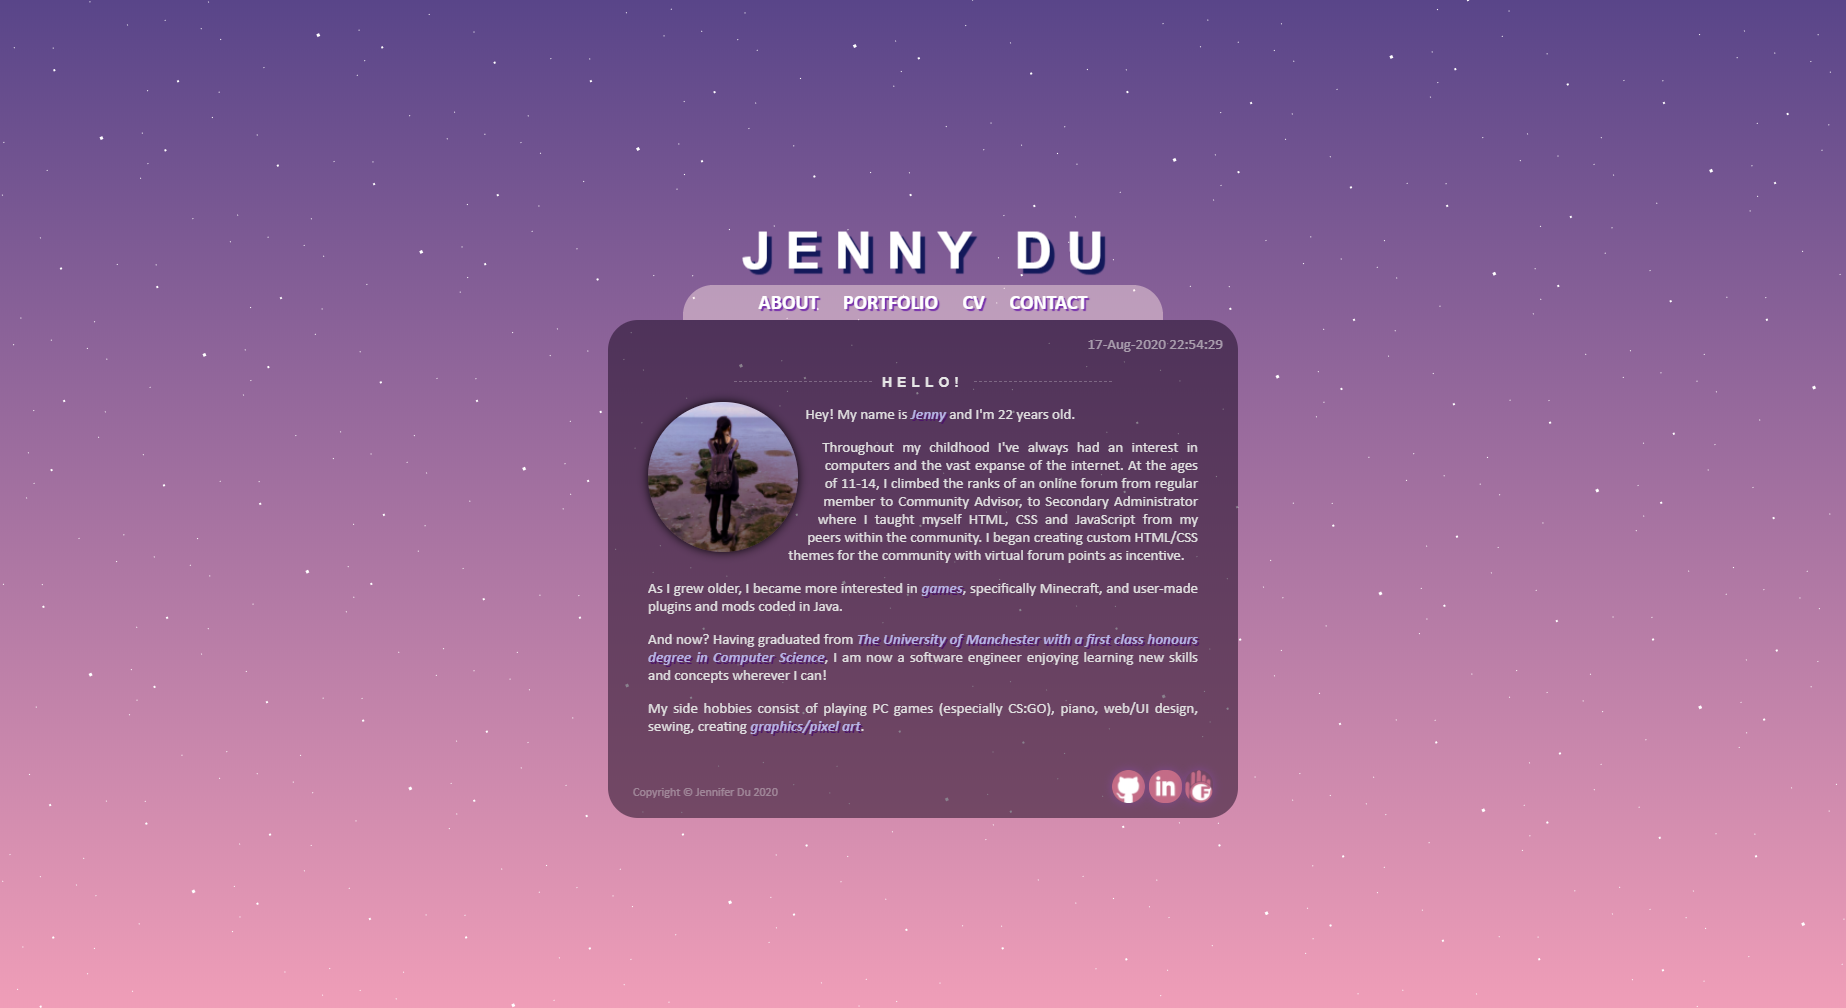 JENNY DU
ABOUT PORTFOLIO CV CONTACT
17-Aug-2020 22:54:29
HELLO!
Hey! My name is Jenny and I'm 22 years old.
Throughout my childhood I've always had an interest in
computers and the vast expanse of the internet. At the ages
of 11-14, I climbed the ranks of an online forum from regular
member to Community Advisor, to Secondary Administrator
where I taught myself HTML, CSS and JavaScript from my
peers within the community. I began creating custom HTML/CSS
themes for the community with virtual forum points as incentive.
As I grew older, I became more interested in games, specifically Minecraft, and user-made
plugins and mods coded in Java.
And now? Having graduated from The University of Manchester with a first class honours
degree in Computer Science, I am now a software engineer enjoying learning new skills
and concepts wherever I can!
My side hobbies consist of playing PC games (especially CS:GO), piano, web/UI design,
sewing, creating graphics/pixel art.
Copyright © Jennifer Du 2020
in